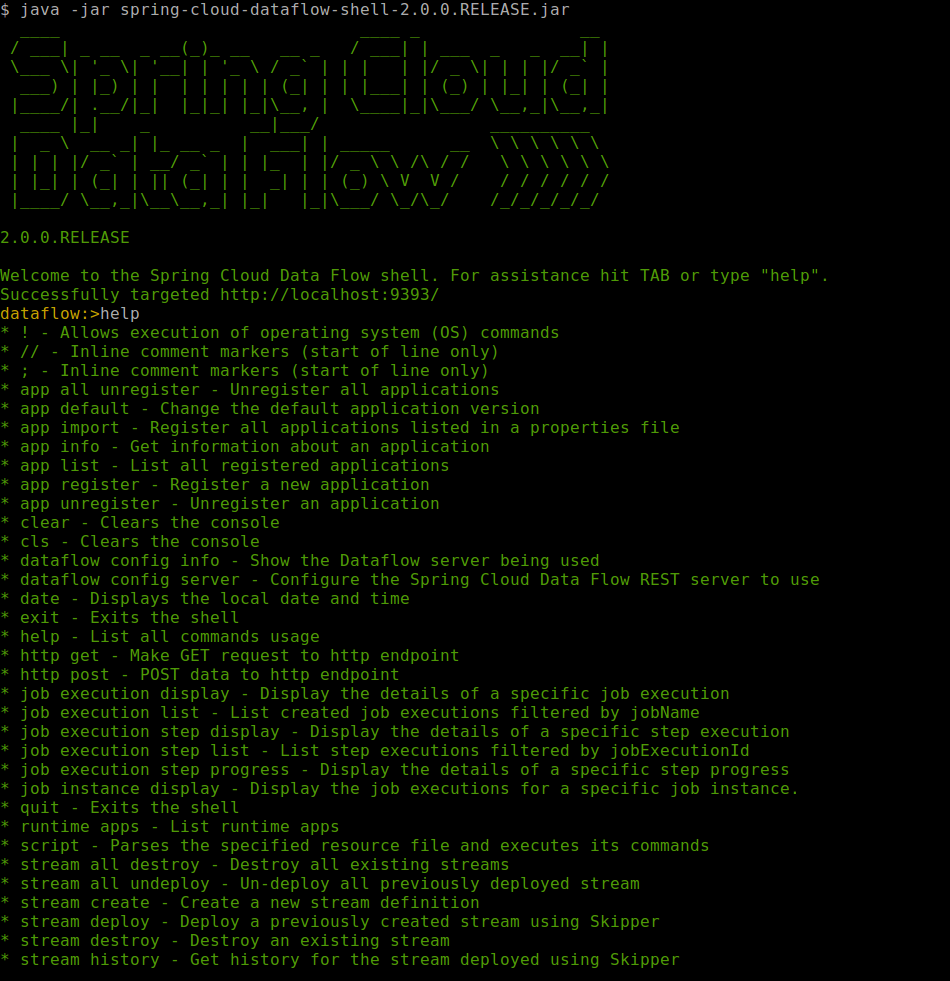 $ java -jar spring-cloud-dataflow-shell-2.0.0.RELEASE.jar
Spring Cloud
Data Flow
2.0.0.RELEASE
Welcome to the Spring Cloud Data Flow shell. For assistance hit TAB or type "help".
Successfully targeted http://localhost:9393/
dataflow:>help
* ! - Allows execution of operating system (OS) commands
* // - Inline comment markers (start of line only)
* ; - Inline comment markers (start of line only)
* app all unregister - Unregister all applications
* app default - Change the default application version
* app import - Register all applications listed in a properties file
* app info - Get information about an application
* app list - List all registered applications
* app register - Register a new application
* app unregister - Unregister an application
* clear - Clears the console
* cls - Clears the console
* dataflow config info - Show the Dataflow server being used
* dataflow config server - Configure the Spring Cloud Data Flow REST server to use
* date - Displays the local date and time
* exit - Exits the shell
* help - List all commands usage
* http get - Make GET request to http endpoint
* http post - POST data to http endpoint
* job execution display - Display the details of a specific job execution
* job execution list - List created job executions filtered by jobName
* job execution step display - Display the details of a specific step execution
* job execution step list - List step executions filtered by jobExecutionId
* job execution step progress - Display the details of a specific step progress
* job instance display - Display the job executions for a specific job instance.
* quit - Exits the shell
* runtime apps - List runtime apps
* script - Parses the specified resource file and executes its commands
* stream all destroy - Destroy all existing streams
* stream all undeploy - Un-deploy all previously deployed stream
* stream create - Create a new stream definition
* stream deploy - Deploy a previously created stream using Skipper
* stream destroy - Destroy an existing stream
* stream history - Get history for the stream deployed using Skipper